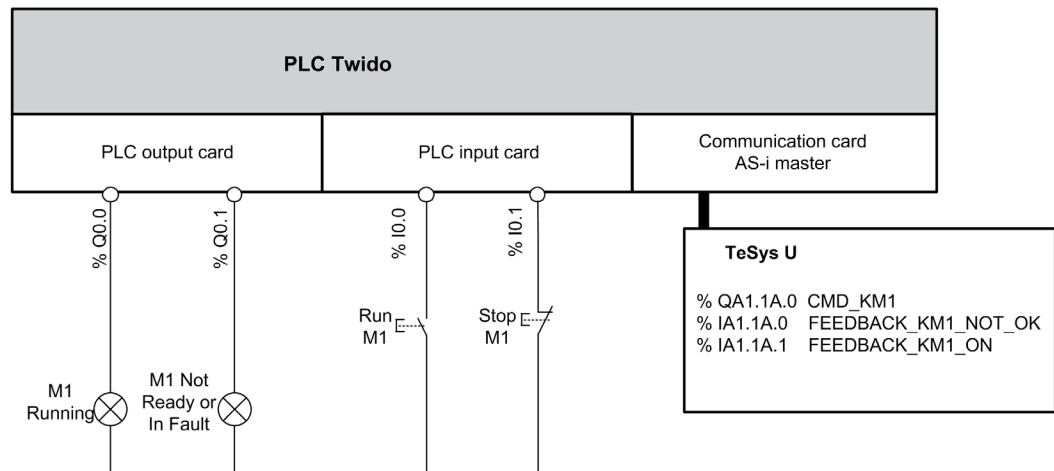 PLC Twido
PLC output card
PLC input card
Communication card
AS-i master
% Q0.0
% Q0.1
% I0.0
% I0.1
TeSys U
% QA1.1A.0 CMD_KM1
% IA1.1A.0 FEEDBACK_KM1_NOT_OK
% IA1.1A.1 FEEDBACK_KM1_ON
Run
M1
Stop
M1
M1
Running
M1 Not
Ready or
In Fault